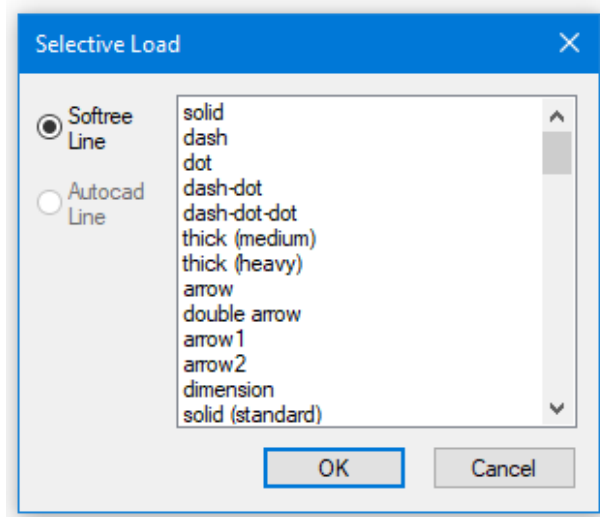 Selective Load
Softree
Line
Autocad
Line
solid
dash
dot
dash-dot
dash-dot-dot
thick (medium)
thick (heavy)
arrow
double arrow
arrow1
arrow2
dimension
solid (standard)
OK
Cancel